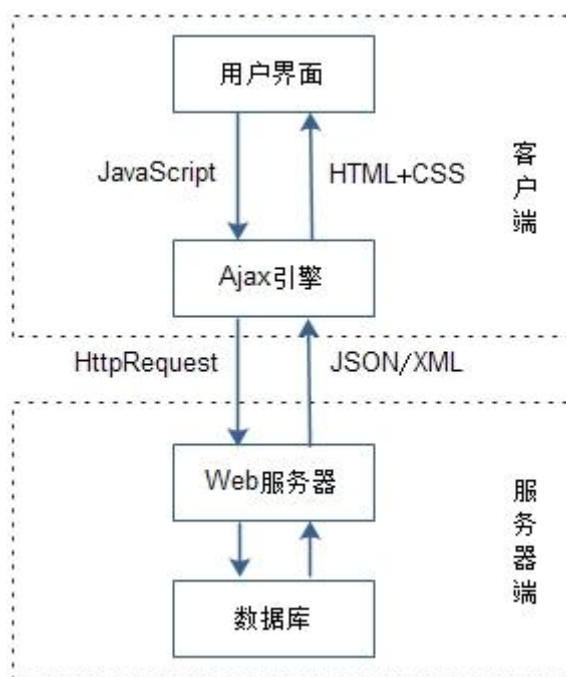 用户界面
JavaScript
HTML+CSS
客户端
Ajax引擎
HttpRequest
JSON/XML
Web服务器
服务器端
数据库